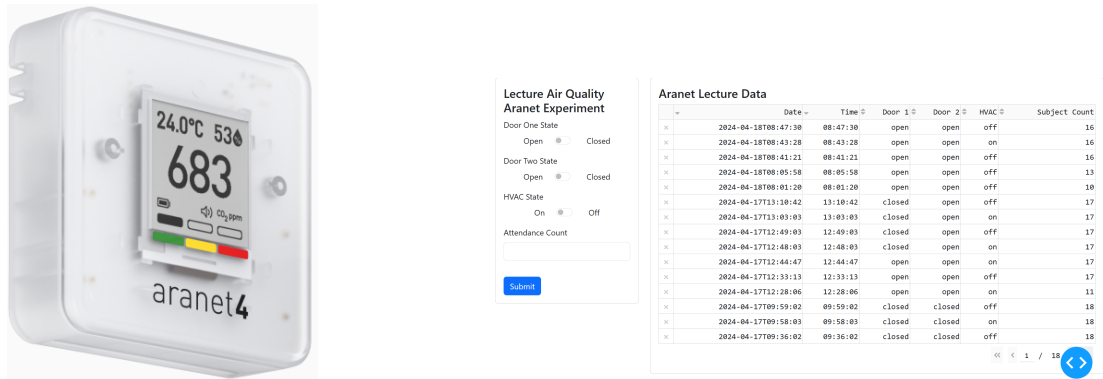 24.0°C 53
683
CO2 ppm
aranet4
Lecture Air Quality
Aranet Experiment
Door One State
Open Closed
Door Two State
Open Closed
HVAC State
On Off
Attendance Count
Submit
Aranet Lecture Data
Date Time Door 1 Door 2 HVAC Subject Count
× 2024-04-18T08:47:30 08:47:30 open open off 16
× 2024-04-18T08:43:28 08:43:28 open open on 16
× 2024-04-18T08:41:21 08:41:21 open open off 16
× 2024-04-18T08:05:58 08:05:58 open open off 13
× 2024-04-18T08:01:20 08:01:20 open open off 10
× 2024-04-17T13:10:42 13:10:42 closed open off 17
× 2024-04-17T13:03:03 13:03:03 closed open on 17
× 2024-04-17T12:49:03 12:49:03 closed open off 17
× 2024-04-17T12:48:03 12:48:03 closed open on 17
× 2024-04-17T12:44:47 12:44:47 open open on 17
× 2024-04-17T12:33:13 12:33:13 open open off 17
× 2024-04-17T12:28:06 12:28:06 open open on 11
× 2024-04-17T09:59:02 09:59:02 closed closed off 18
× 2024-04-17T09:58:03 09:58:03 closed closed on 18
× 2024-04-17T09:36:02 09:36:02 closed closed off 18
« < 1 / 18